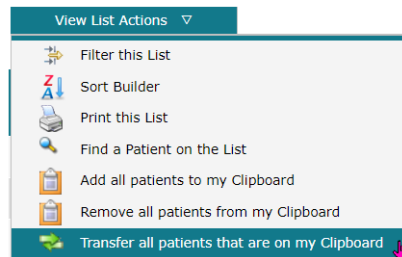 View List Actions ▽
Filter this List
Sort Builder
Print this List
Find a Patient on the List
Add all patients to my Clipboard
Remove all patients from my Clipboard
Transfer all patients that are on my Clipboard